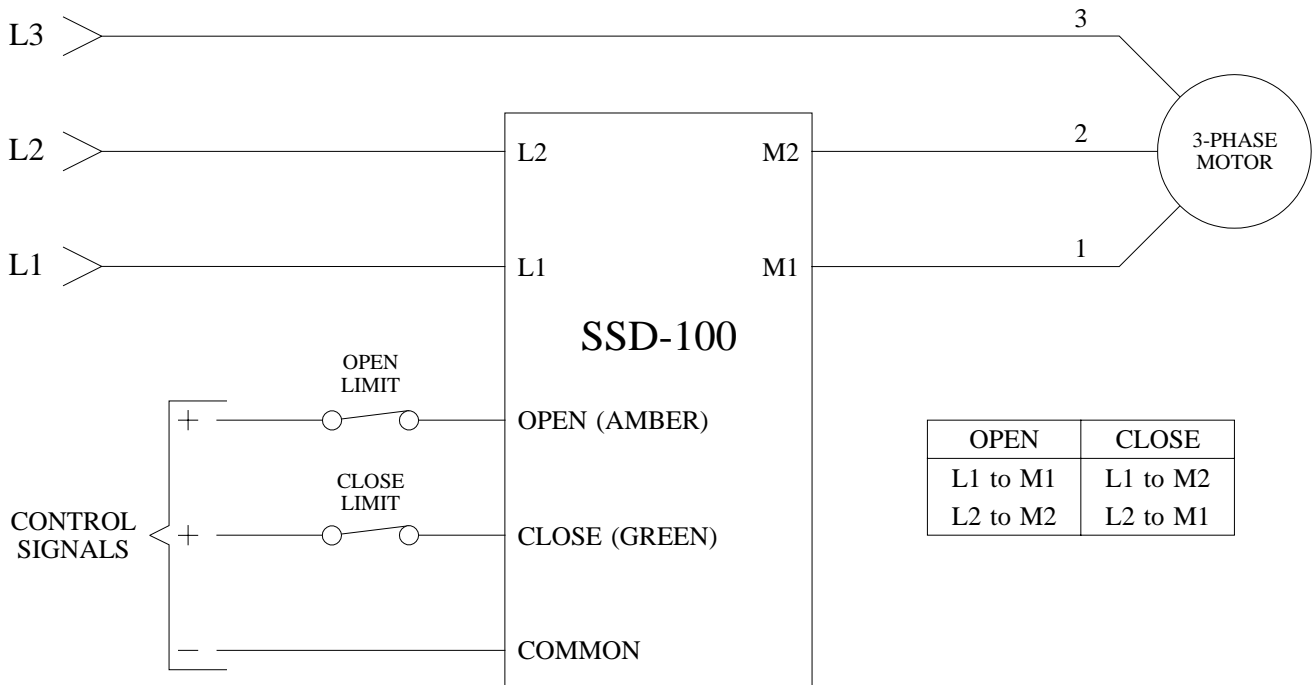 L3
3
L2
L2
M2
2
3-PHASE
MOTOR
L1
L1
M1
1
SSD-100
OPEN
LIMIT
+
OPEN (AMBER)
CLOSE
LIMIT
CONTROL
SIGNALS
+
CLOSE (GREEN)
−
COMMON
OPEN CLOSE
L1 to M1 L1 to M2
L2 to M2 L2 to M1